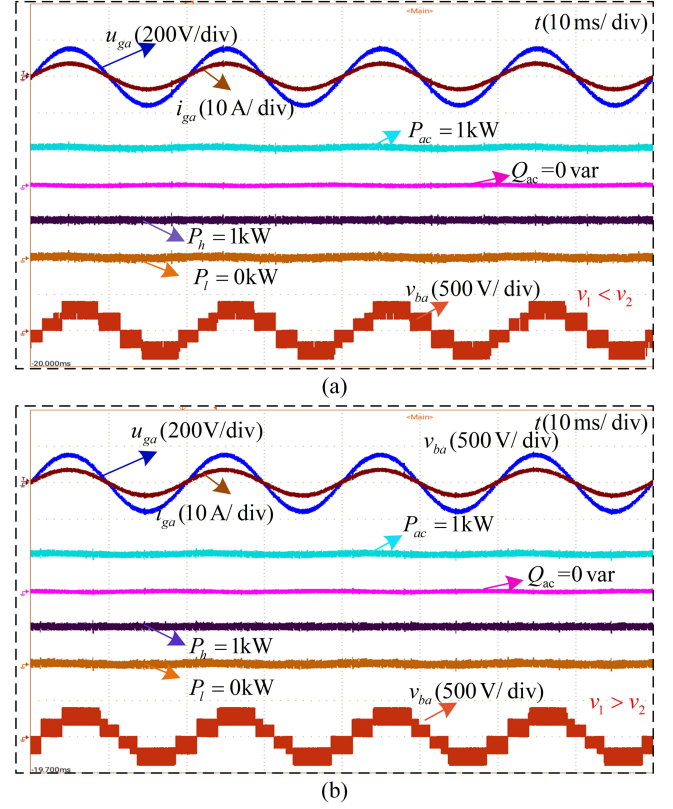 <Main>
t(10 ms/ div)
u_ga (200V/div)
i_ga (10 A/ div)
P_ac = 1kW
Q_ac =0 var
P_h = 1kW
P_l = 0kW
v_ba (500 V/ div)
v_1 < v_2
-20.000ms
(a)
<Main>
t(10 ms/ div)
u_ga (200V/div)
v_ba (500 V/ div)
i_ga (10 A/ div)
P_ac = 1kW
Q_ac =0 var
P_h = 1kW
P_l = 0kW
v_ba (500 V/ div)
v_1 > v_2
-19.700ms
(b)